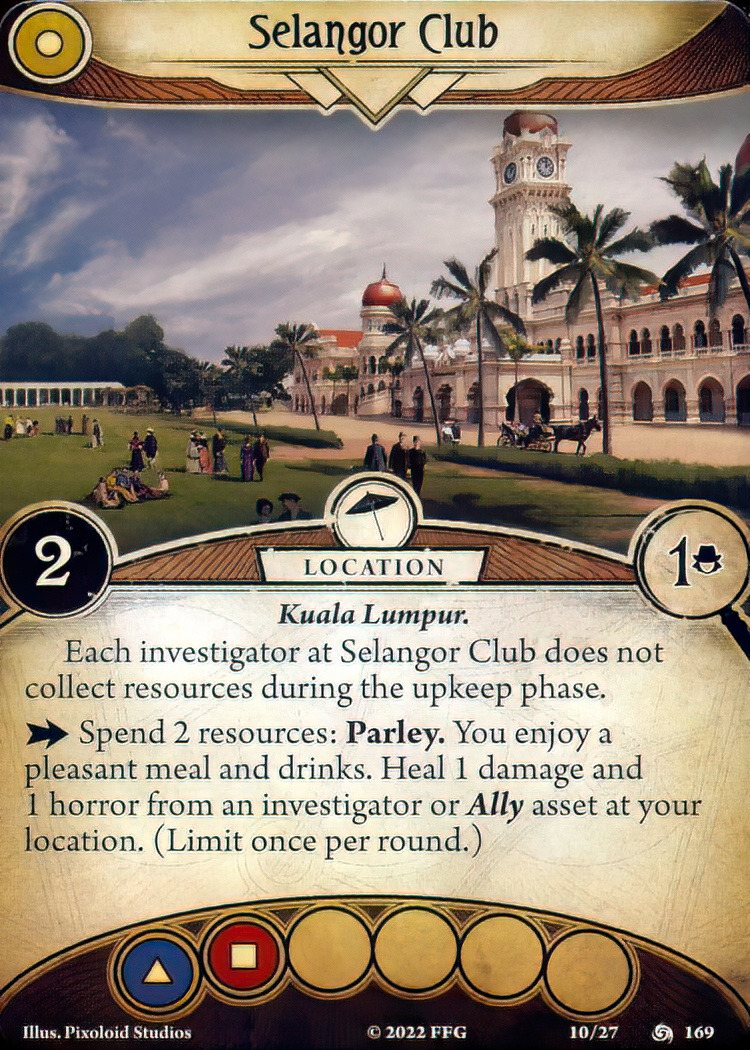 Selangor Club
2
LOCATION
1
Kuala Lumpur.
Each investigator at Selangor Club does not
collect resources during the upkeep phase.
Spend 2 resources: Parley. You enjoy a
pleasant meal and drinks. Heal 1 damage and
1 horror from an investigator or Ally asset at your
location. (Limit once per round.)
Illus. Pixoloid Studios © 2022 FFG 10/27 169